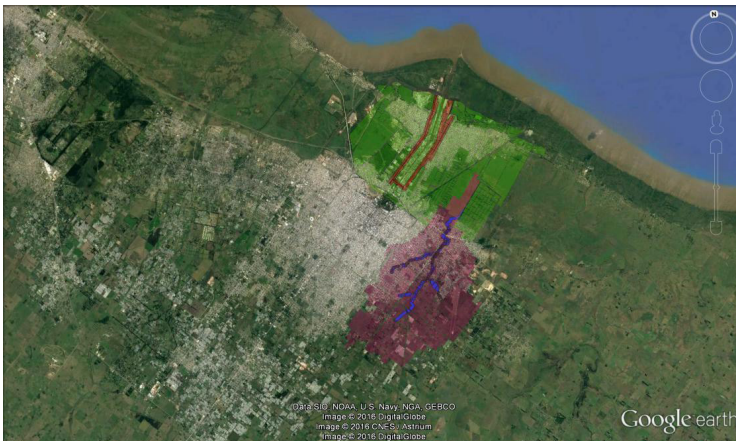 N
Data SIO, NOAA, U.S. Navy, NGA, GEBCO
Image © 2016 DigitalGlobe
Image © 2016 CNES / Astrium
Image © 2016 DigitalGlobe
Google earth